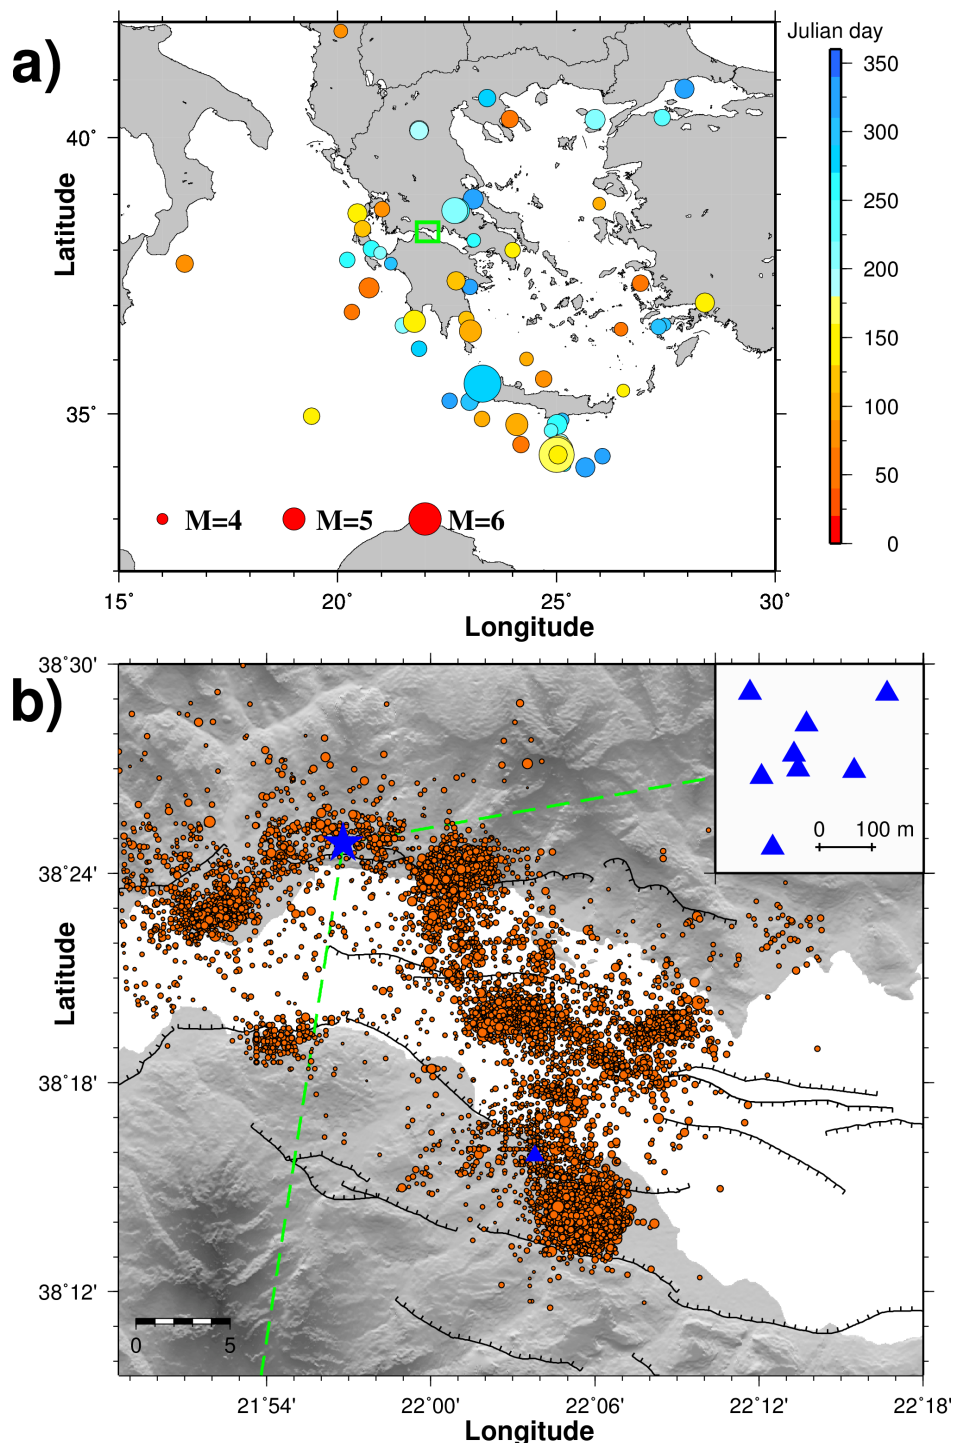 a)
Julian day
350
300
250
200
150
100
50
0
Latitude
40°
35°
M=4 M=5 M=6
15° 20° 25° 30°
Longitude
b)
38°30'
38°24'
38°18'
38°12'
Latitude
0 100 m
0 5
21°54' 22°00' 22°06' 22°12' 22°18'
Longitude